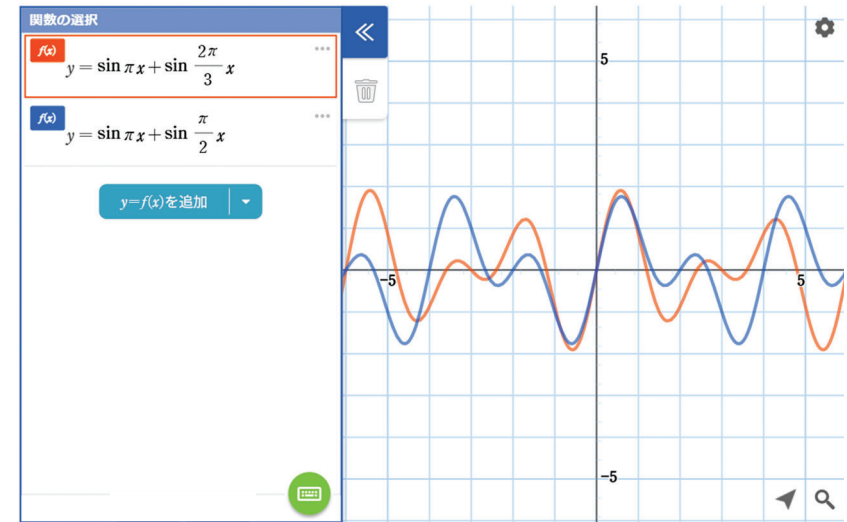 関数の選択
f(x)
y = sin πx + sin 2π/3 x
f(x)
y = sin πx + sin π/2 x
y=f(x)を追加
5
-5
5
-5